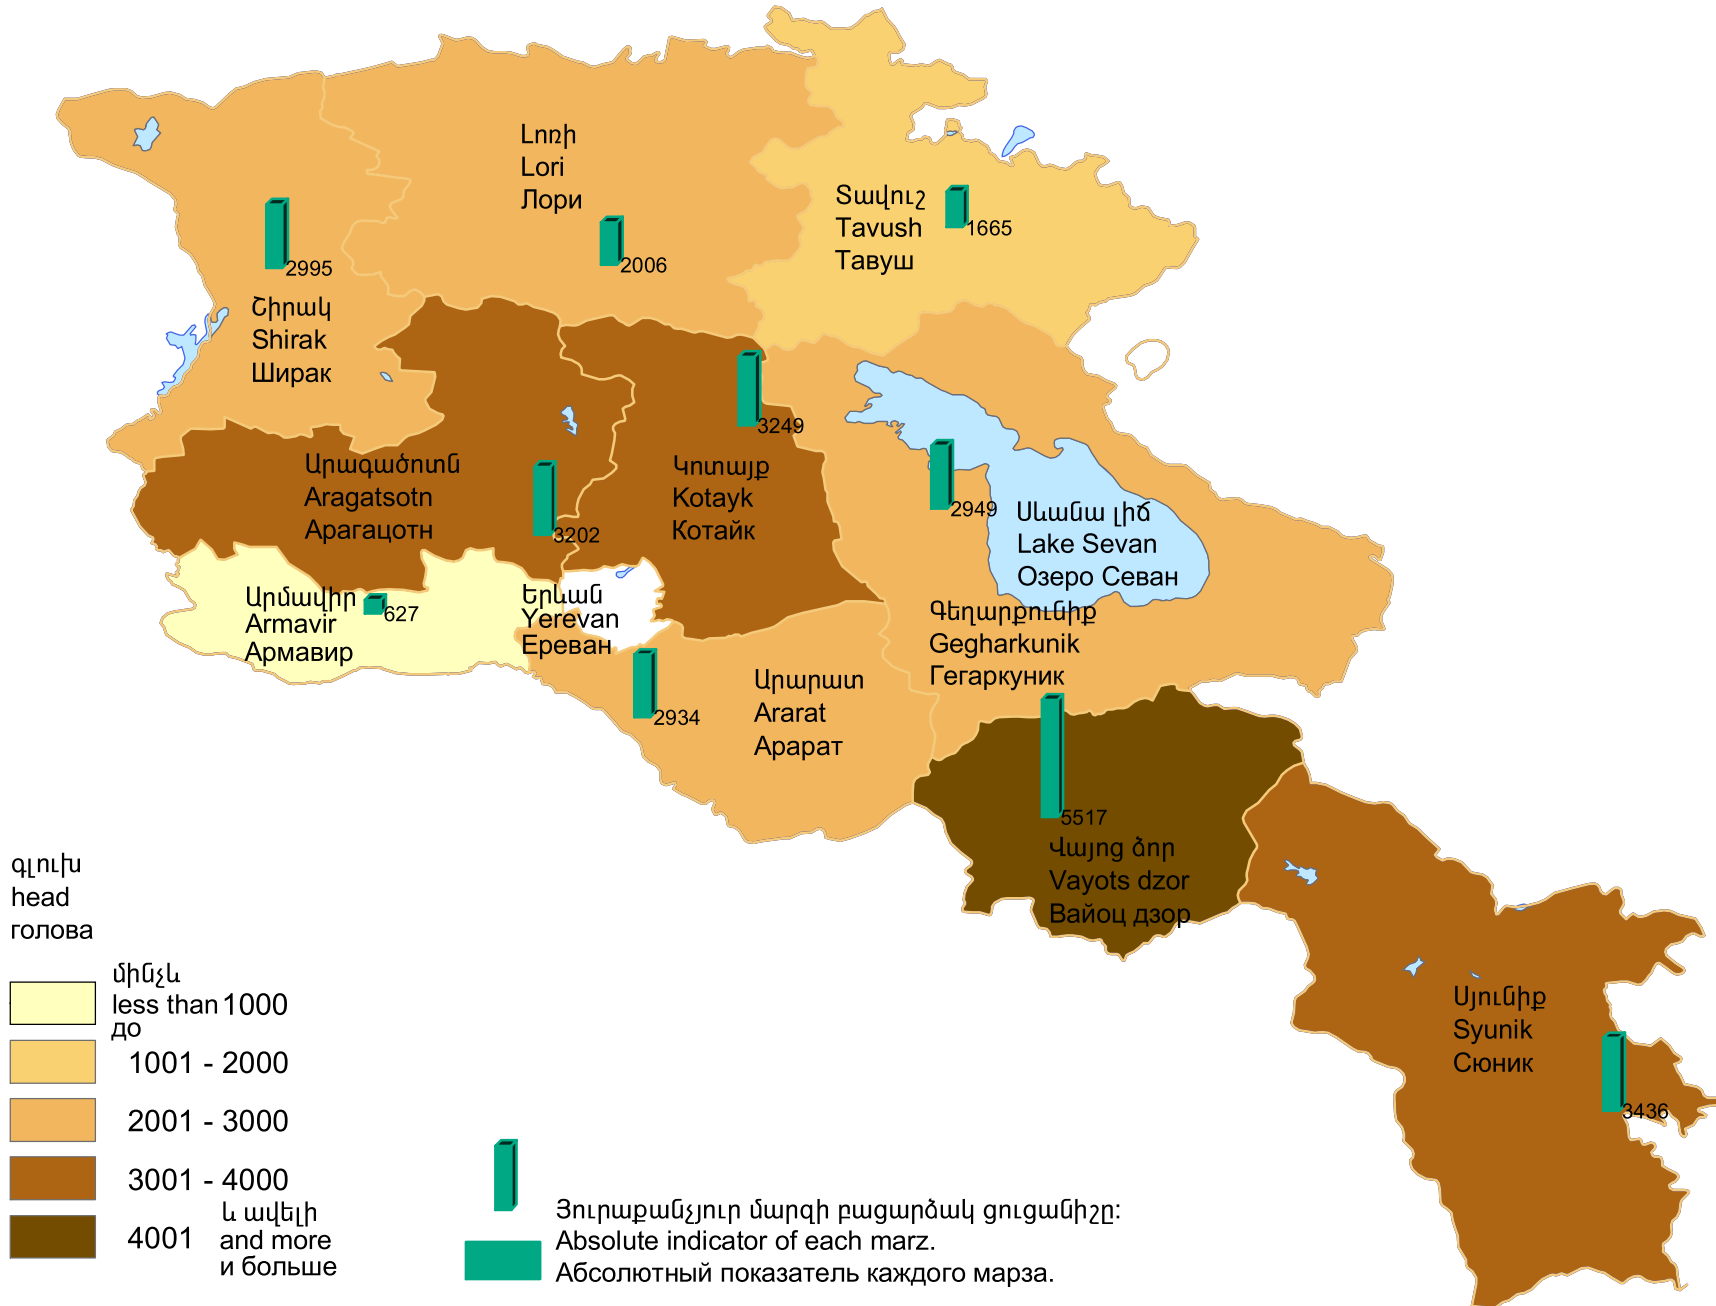 Լոռի
Lori
Лори
2006
Տավուշ
Tavush
Тавуш
1665
2995
Շիրակ
Shirak
Ширак
3249
Արագածոտն
Aragatsotn
Арагацотн
3202
Կոտայք
Kotayk
Котайк
2949
Սևանա լիճ
Lake Sevan
Озеро Севан
Արմավիր
Armavir
Армавир
627
Երևան
Yerevan
Ереван
Գեղարքունիք
Gegharkunik
Гегаркуник
2934
Արարատ
Ararat
Арарат
5517
Վայոց ձոր
Vayots dzor
Вайоц дзор
Սյունիք
Syunik
Сюник
3436
գլուխ
head
голова
մինչև
less than 1000
до
1001 - 2000
2001 - 3000
3001 - 4000
և ավելի
4001 and more
и больше
Յուրաքանչյուր մարզի բացարձակ ցուցանիշը:
Absolute indicator of each marz.
Абсолютный показатель каждого марза.